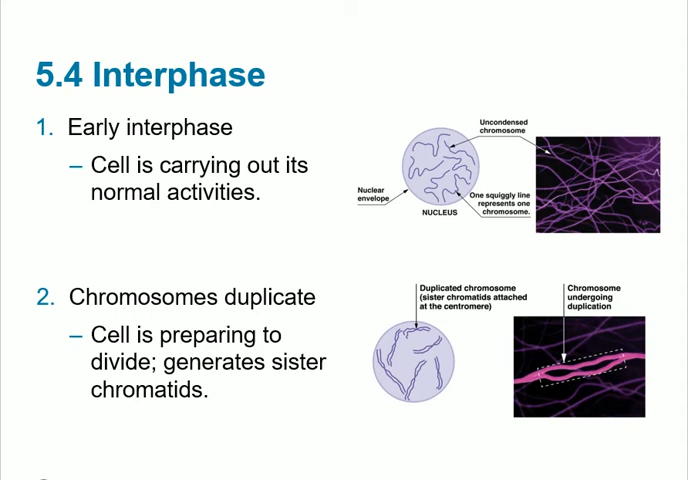 5.4 Interphase
1. Early interphase
– Cell is carrying out its
normal activities.
Uncondensed
chromosome
Nuclear
envelope
One squiggly line
represents one
chromosome.
NUCLEUS
2. Chromosomes duplicate
– Cell is preparing to
divide; generates sister
chromatids.
Duplicated chromosome
(sister chromatids attached
at the centromere)
Chromosome
undergoing
duplication